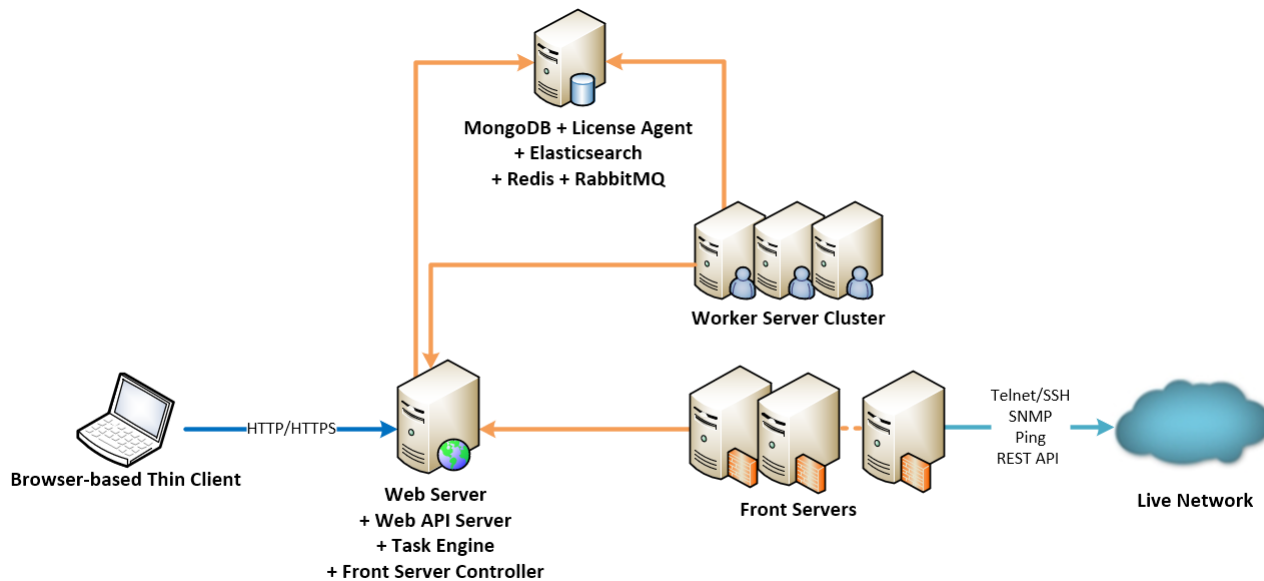 MongoDB + License Agent
+ Elasticsearch
+ Redis + RabbitMQ
Worker Server Cluster
HTTP/HTTPS
Browser-based Thin Client
Web Server
+ Web API Server
+ Task Engine
+ Front Server Controller
Front Servers
Telnet/SSH
SNMP
Ping
REST API
Live Network